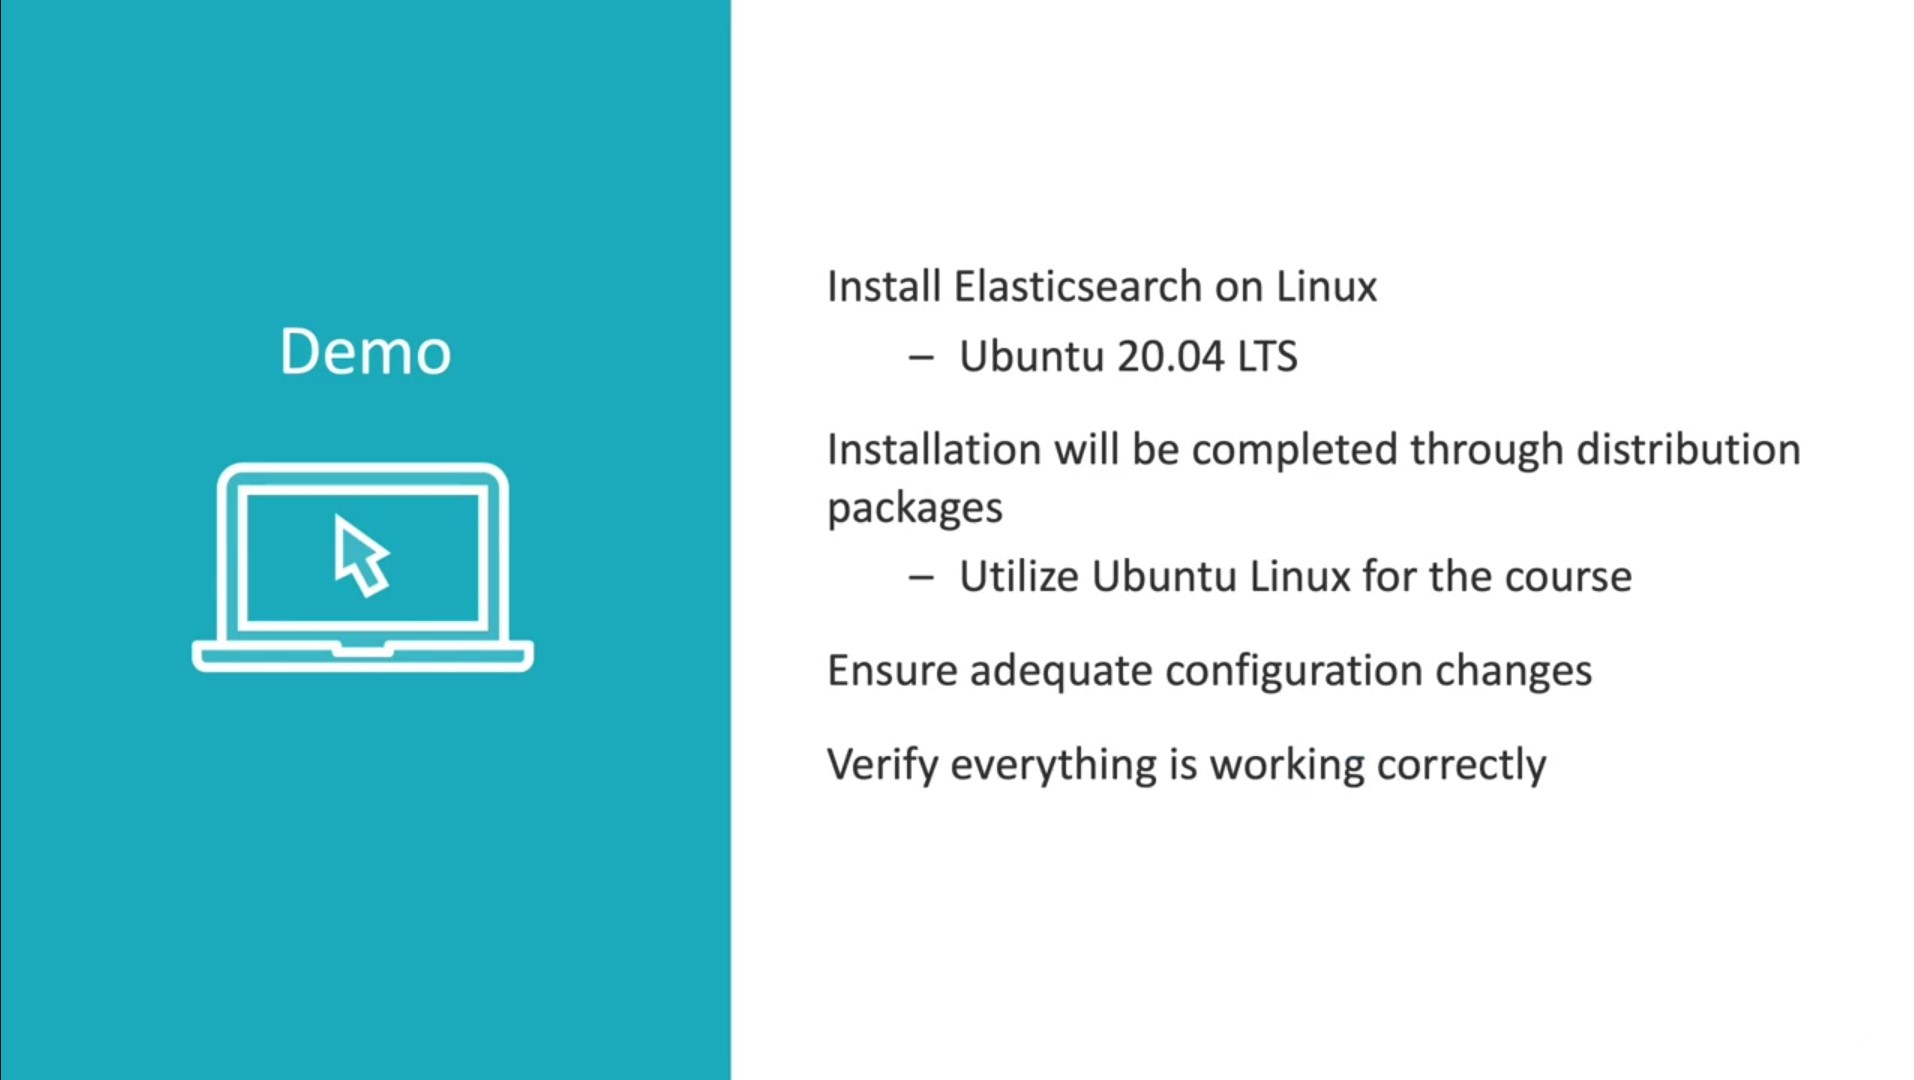 Demo
Install Elasticsearch on Linux
– Ubuntu 20.04 LTS
Installation will be completed through distribution
packages
– Utilize Ubuntu Linux for the course
Ensure adequate configuration changes
Verify everything is working correctly